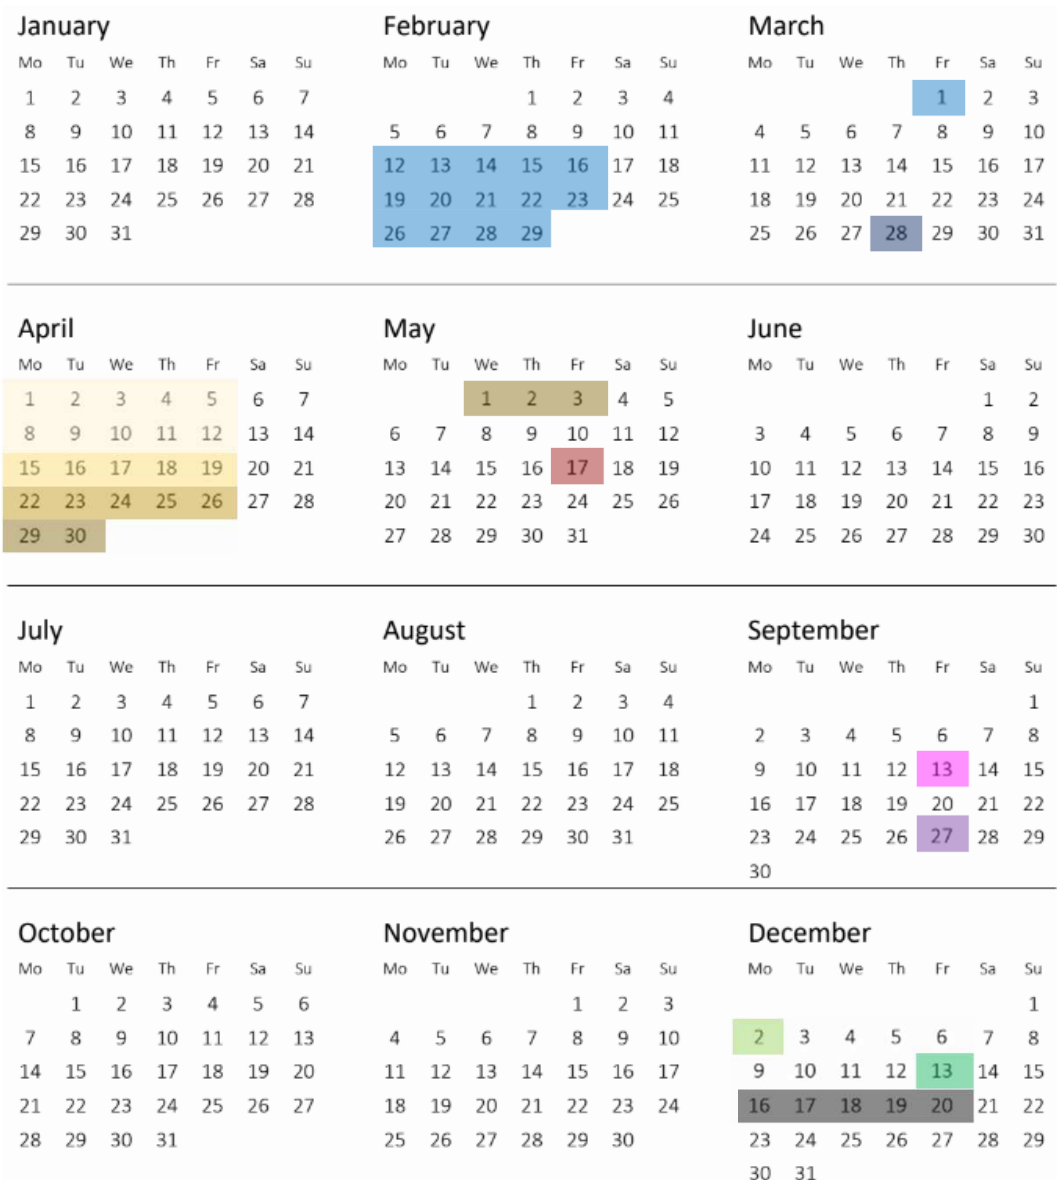 January February March
Mo Tu We Th Fr Sa Su Mo Tu We Th Fr Sa Su Mo Tu We Th Fr Sa Su
1 2 3 4 5 6 7 1 2 3 4 1 2 3
8 9 10 11 12 13 14 5 6 7 8 9 10 11 4 5 6 7 8 9 10
15 16 17 18 19 20 21 12 13 14 15 16 17 18 11 12 13 14 15 16 17
22 23 24 25 26 27 28 19 20 21 22 23 24 25 18 19 20 21 22 23 24
29 30 31 26 27 28 29 25 26 27 28 29 30 31
April May June
Mo Tu We Th Fr Sa Su Mo Tu We Th Fr Sa Su Mo Tu We Th Fr Sa Su
1 2 3 4 5 6 7 1 2 3 4 5 1 2
8 9 10 11 12 13 14 6 7 8 9 10 11 12 3 4 5 6 7 8 9
15 16 17 18 19 20 21 13 14 15 16 17 18 19 10 11 12 13 14 15 16
22 23 24 25 26 27 28 20 21 22 23 24 25 26 17 18 19 20 21 22 23
29 30 27 28 29 30 31 24 25 26 27 28 29 30
July August September
Mo Tu We Th Fr Sa Su Mo Tu We Th Fr Sa Su Mo Tu We Th Fr Sa Su
1 2 3 4 5 6 7 1 2 3 4 1
8 9 10 11 12 13 14 5 6 7 8 9 10 11 2 3 4 5 6 7 8
15 16 17 18 19 20 21 12 13 14 15 16 17 18 9 10 11 12 13 14 15
22 23 24 25 26 27 28 19 20 21 22 23 24 25 16 17 18 19 20 21 22
29 30 31 26 27 28 29 30 31 23 24 25 26 27 28 29
30
October November December
Mo Tu We Th Fr Sa Su Mo Tu We Th Fr Sa Su Mo Tu We Th Fr Sa Su
1 2 3 4 5 6 1 2 3 1
7 8 9 10 11 12 13 4 5 6 7 8 9 10 2 3 4 5 6 7 8
14 15 16 17 18 19 20 11 12 13 14 15 16 17 9 10 11 12 13 14 15
21 22 23 24 25 26 27 18 19 20 21 22 23 24 16 17 18 19 20 21 22
28 29 30 31 25 26 27 28 29 30 23 24 25 26 27 28 29
30 31